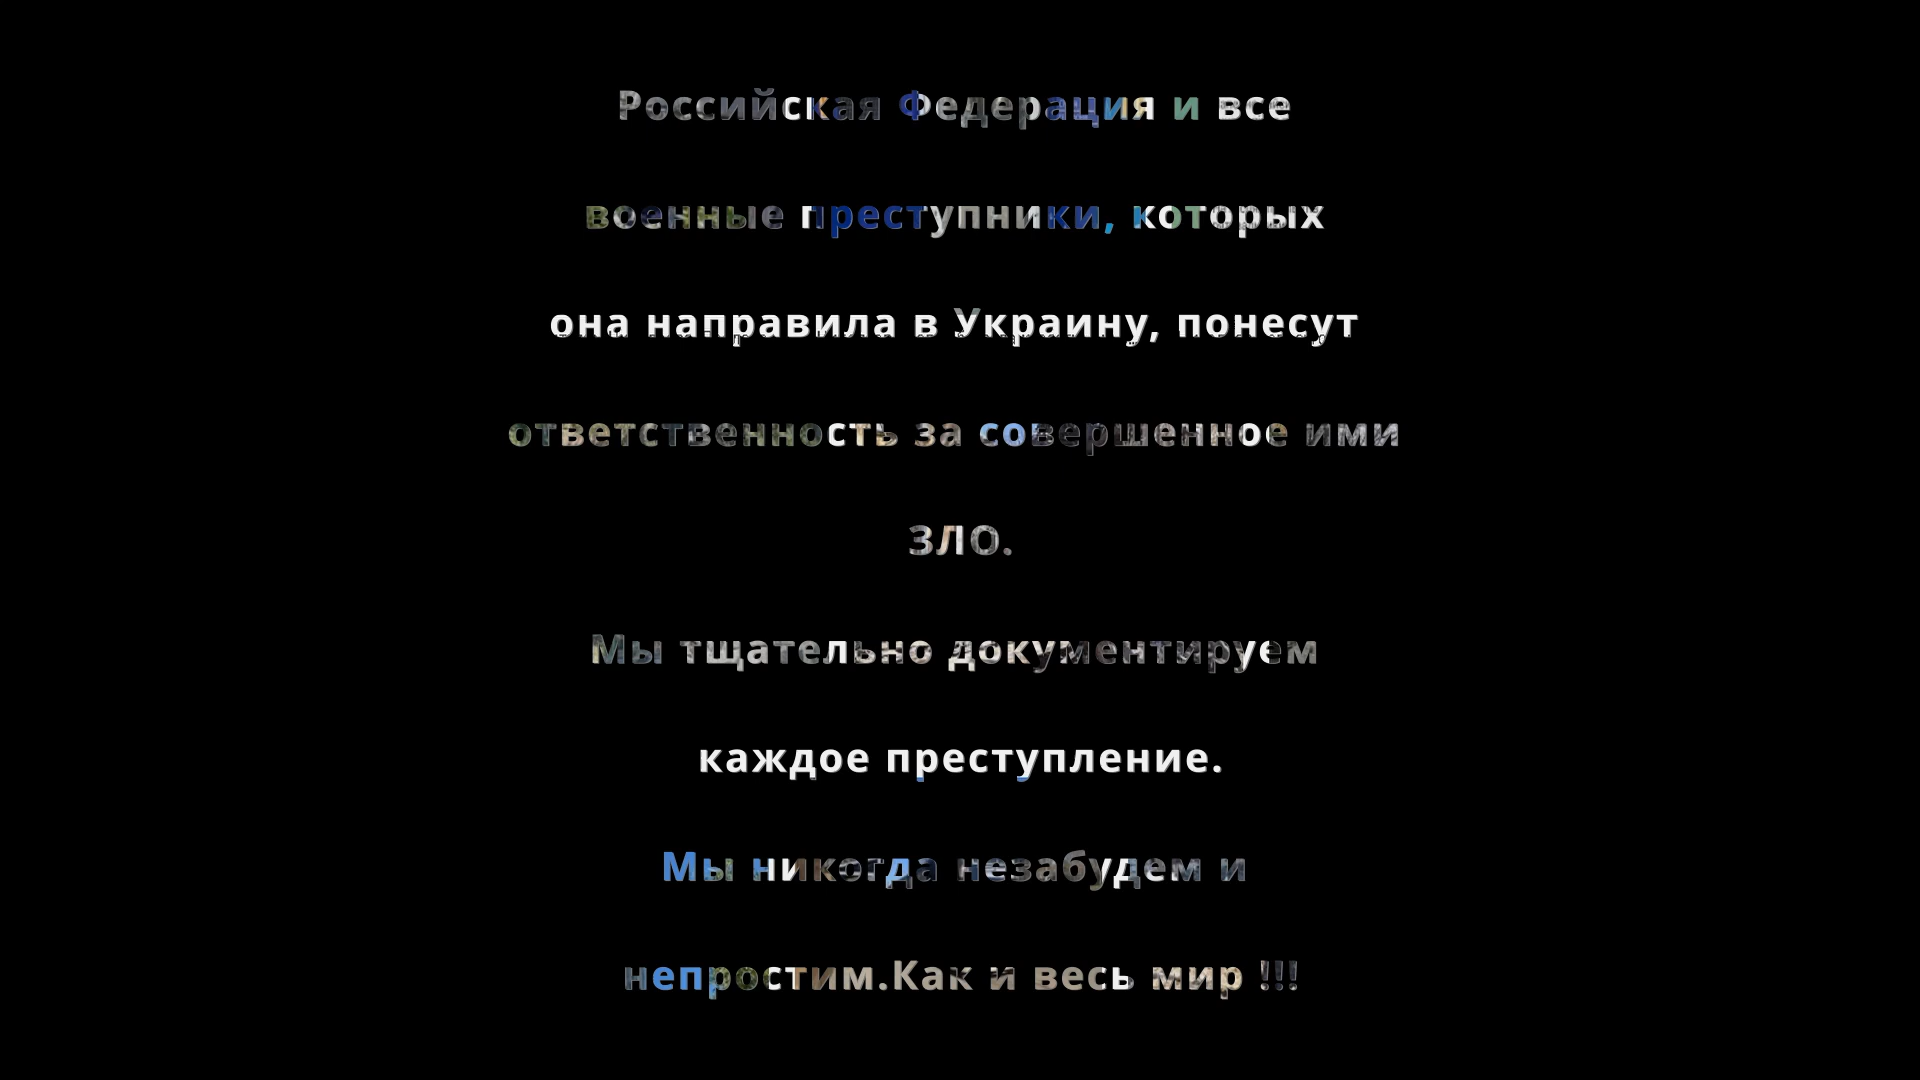 Российская Федерация и все
военные преступники, которых
она направила в Украину, понесут
ответственность за совершенное ими
ЗЛО.
Мы тщательно документируем
каждое преступление.
Мы никогда незабудем и
непростим.Как и весь мир !!!